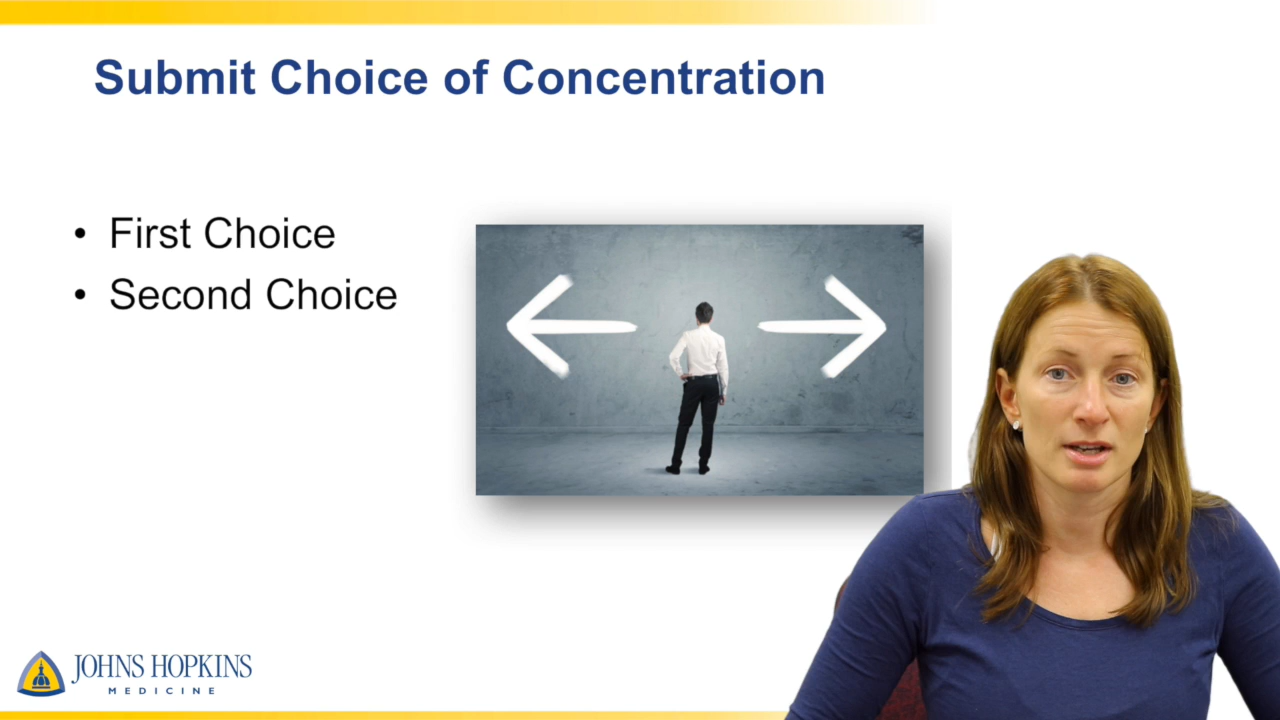 Submit Choice of Concentration
• First Choice
• Second Choice
JOHNS HOPKINS
MEDICINE